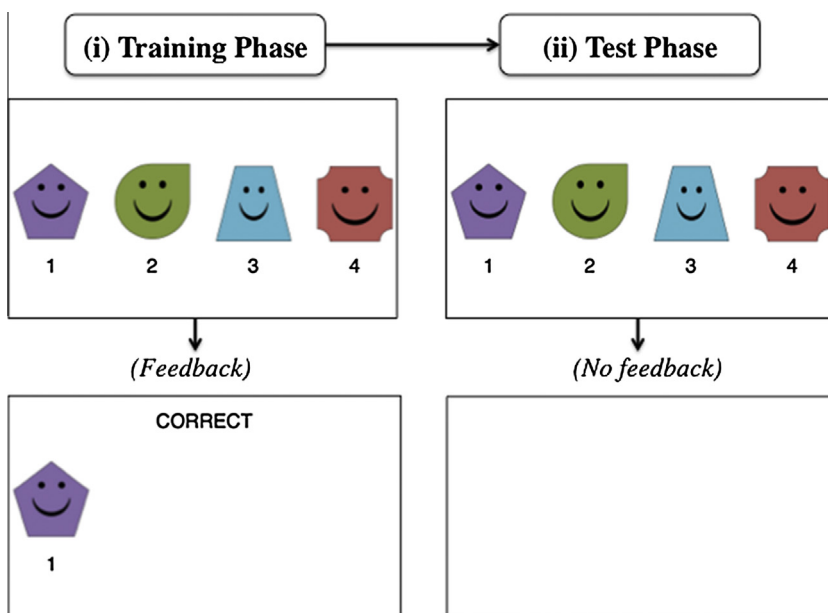 (i) Training Phase
(ii) Test Phase
1 2 3 4
1 2 3 4
(Feedback)
(No feedback)
CORRECT
1